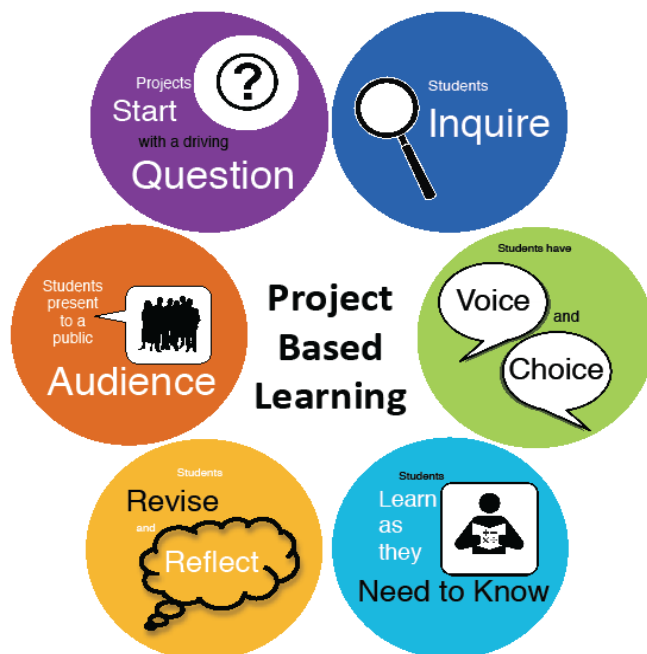 Projects
Start
with a driving
Question
?
Students
Inquire
Students have
Voice
and
Choice
Students
Learn
as
they
Need to Know
Students
Revise
and
Reflect
Students
present
to a
public
Audience
Project
Based
Learning